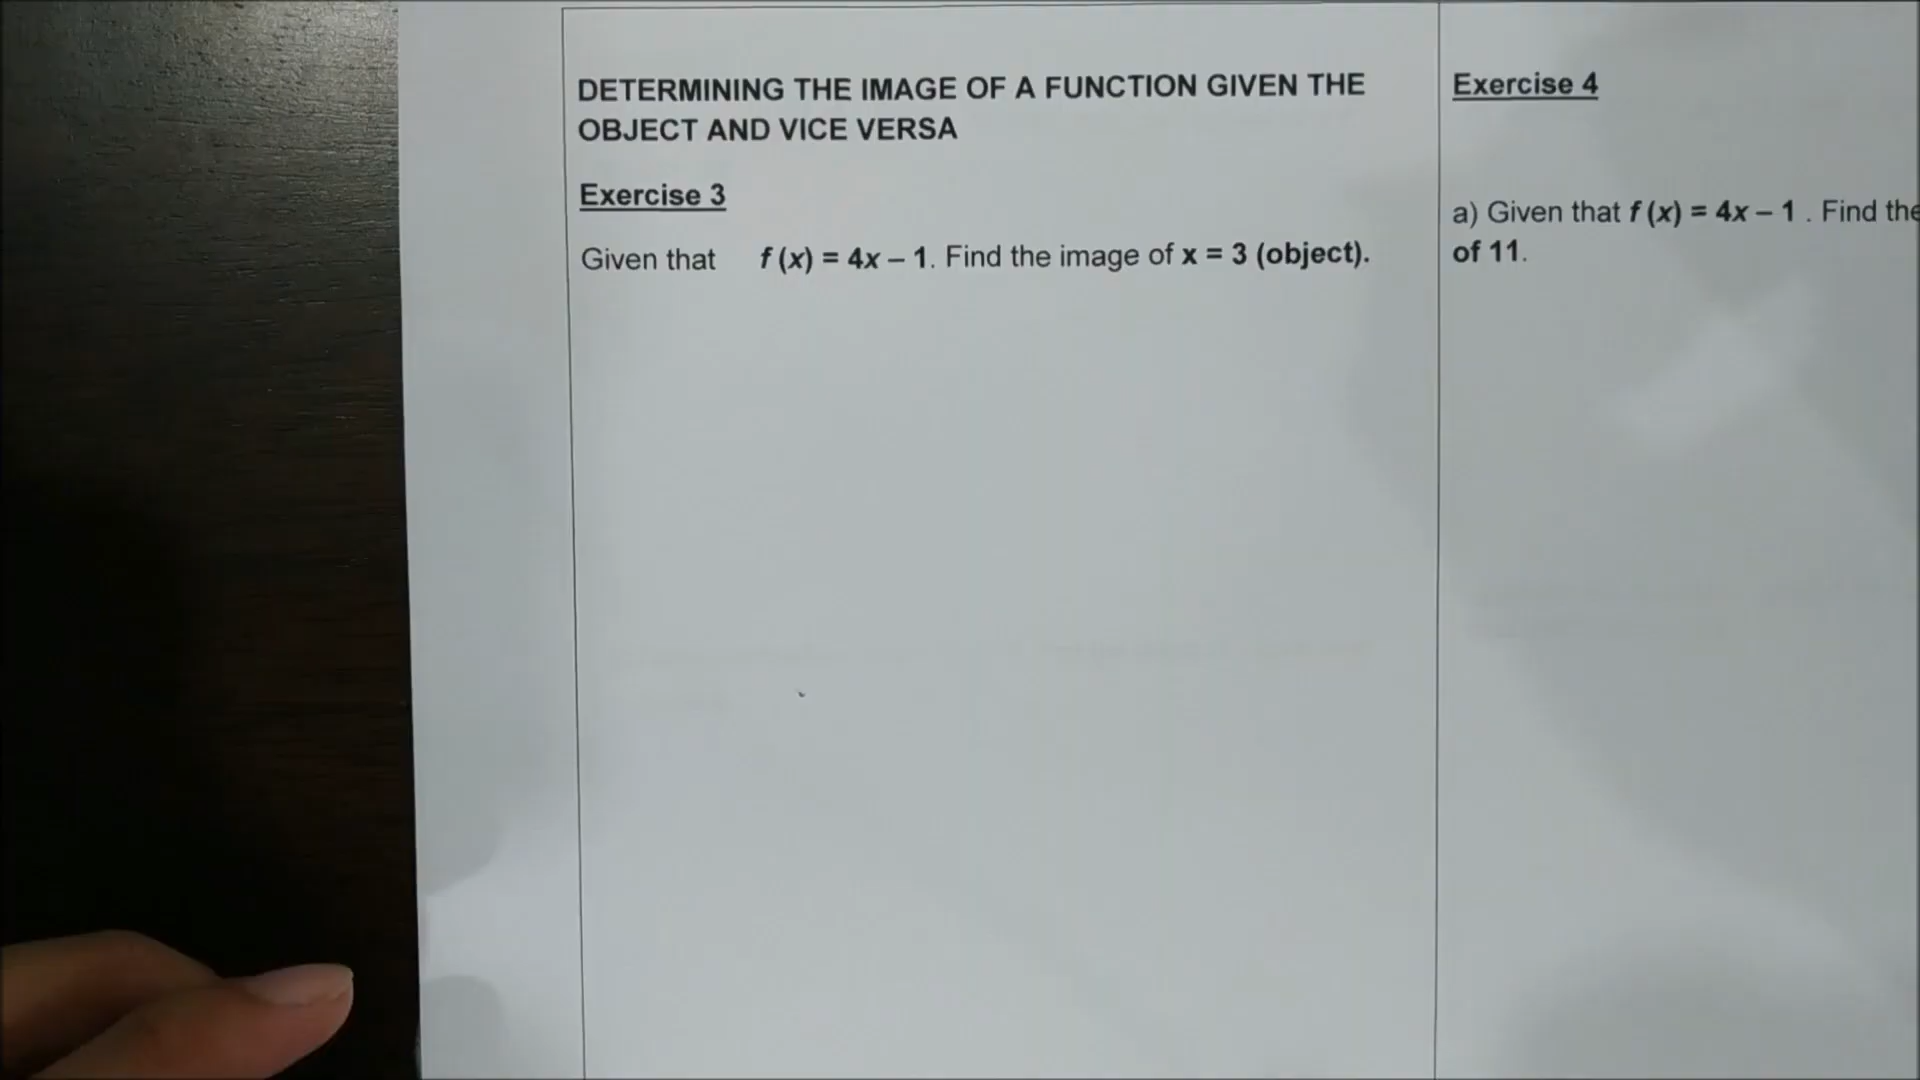 DETERMINING THE IMAGE OF A FUNCTION GIVEN THE
OBJECT AND VICE VERSA
Exercise 3
Given that f (x) = 4x – 1. Find the image of x = 3 (object).
Exercise 4
a) Given that f (x) = 4x – 1 . Find the
of 11.